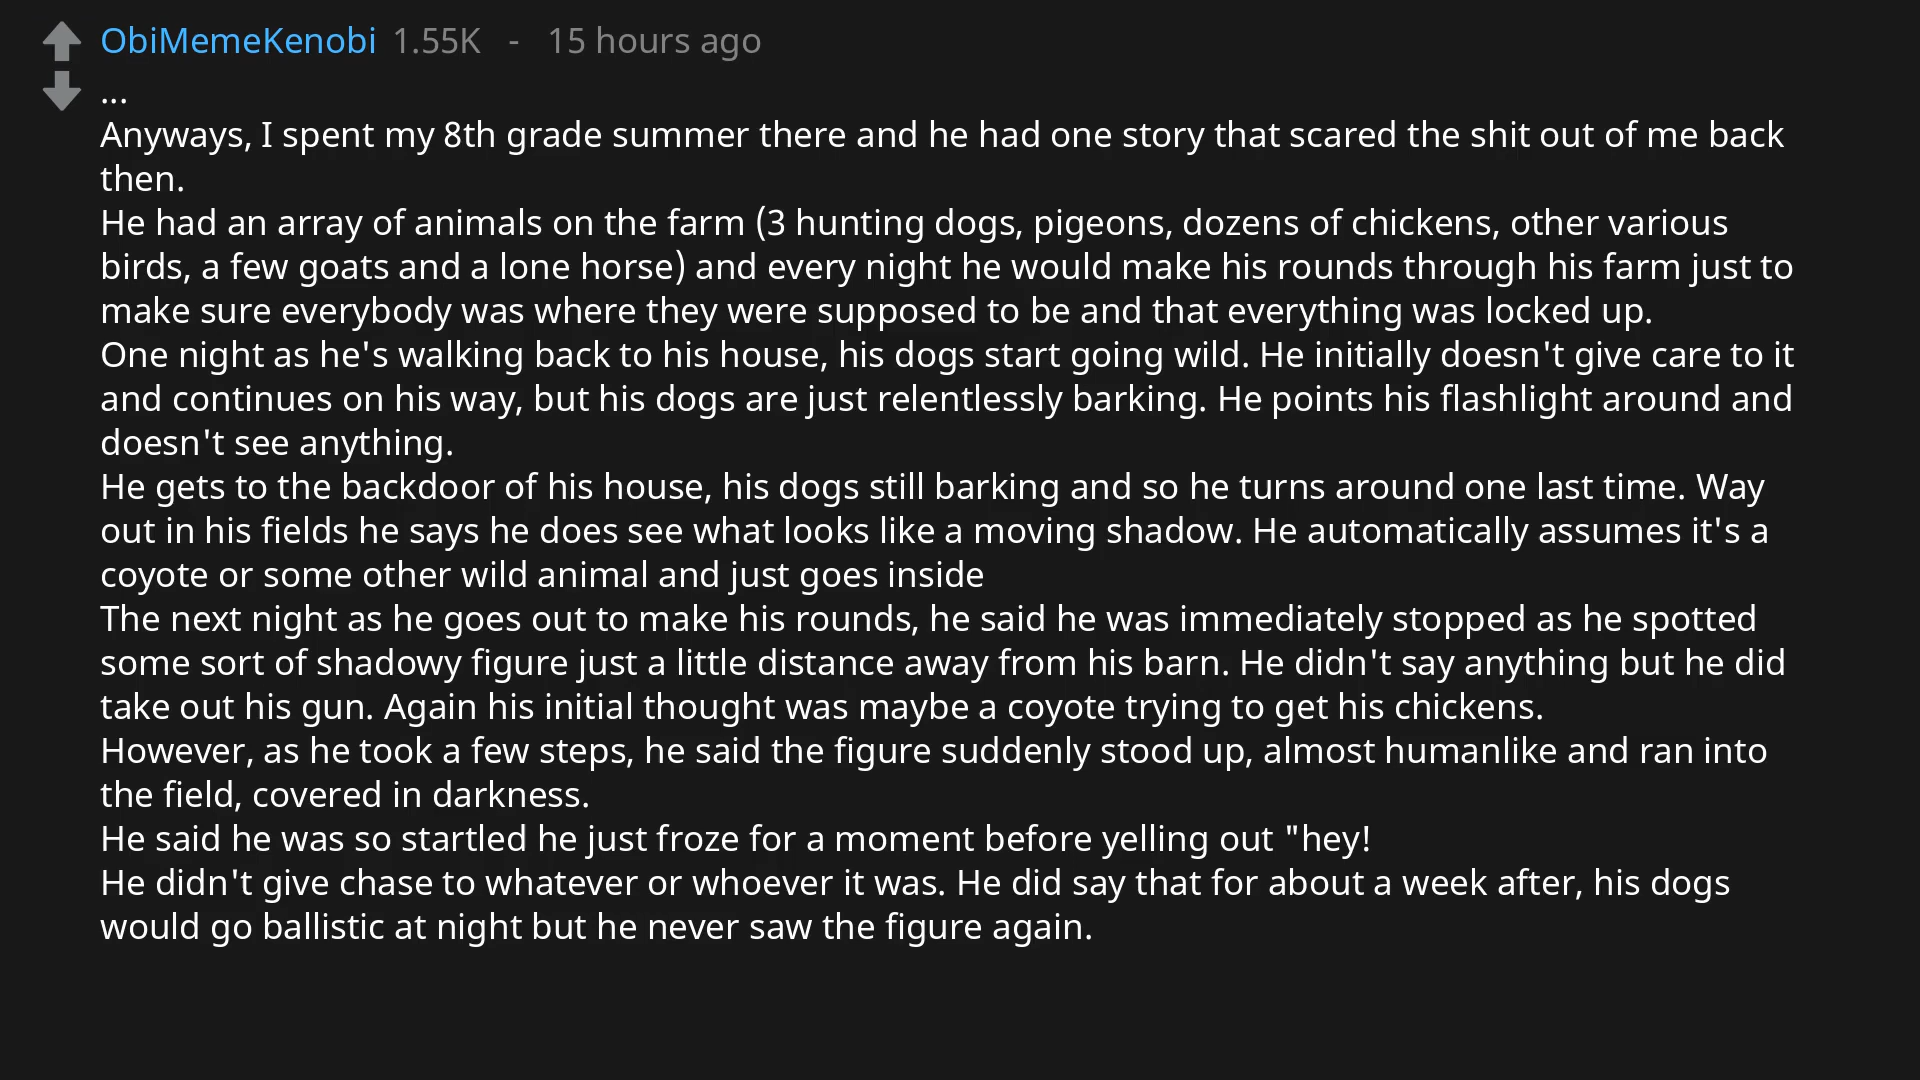 ObiMemeKenobi 1.55K - 15 hours ago
...
Anyways, I spent my 8th grade summer there and he had one story that scared the shit out of me back
then.
He had an array of animals on the farm (3 hunting dogs, pigeons, dozens of chickens, other various
birds, a few goats and a lone horse) and every night he would make his rounds through his farm just to
make sure everybody was where they were supposed to be and that everything was locked up.
One night as he's walking back to his house, his dogs start going wild. He initially doesn't give care to it
and continues on his way, but his dogs are just relentlessly barking. He points his flashlight around and
doesn't see anything.
He gets to the backdoor of his house, his dogs still barking and so he turns around one last time. Way
out in his fields he says he does see what looks like a moving shadow. He automatically assumes it's a
coyote or some other wild animal and just goes inside
The next night as he goes out to make his rounds, he said he was immediately stopped as he spotted
some sort of shadowy figure just a little distance away from his barn. He didn't say anything but he did
take out his gun. Again his initial thought was maybe a coyote trying to get his chickens.
However, as he took a few steps, he said the figure suddenly stood up, almost humanlike and ran into
the field, covered in darkness.
He said he was so startled he just froze for a moment before yelling out "hey!
He didn't give chase to whatever or whoever it was. He did say that for about a week after, his dogs
would go ballistic at night but he never saw the figure again.